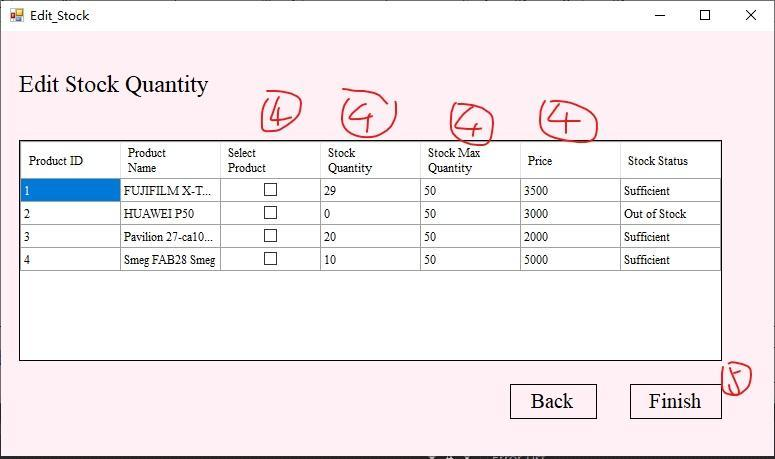 Edit_Stock
Edit Stock Quantity
4 4 4 4
Product ID Product Name Select Product Stock Quantity Stock Max Quantity Price Stock Status
1 FUJIFILM X-T... 29 50 3500 Sufficient
2 HUAWEI P50 0 50 3000 Out of Stock
3 Pavilion 27-ca10... 20 50 2000 Sufficient
4 Smeg FAB28 Smeg 10 50 5000 Sufficient
5
Back Finish